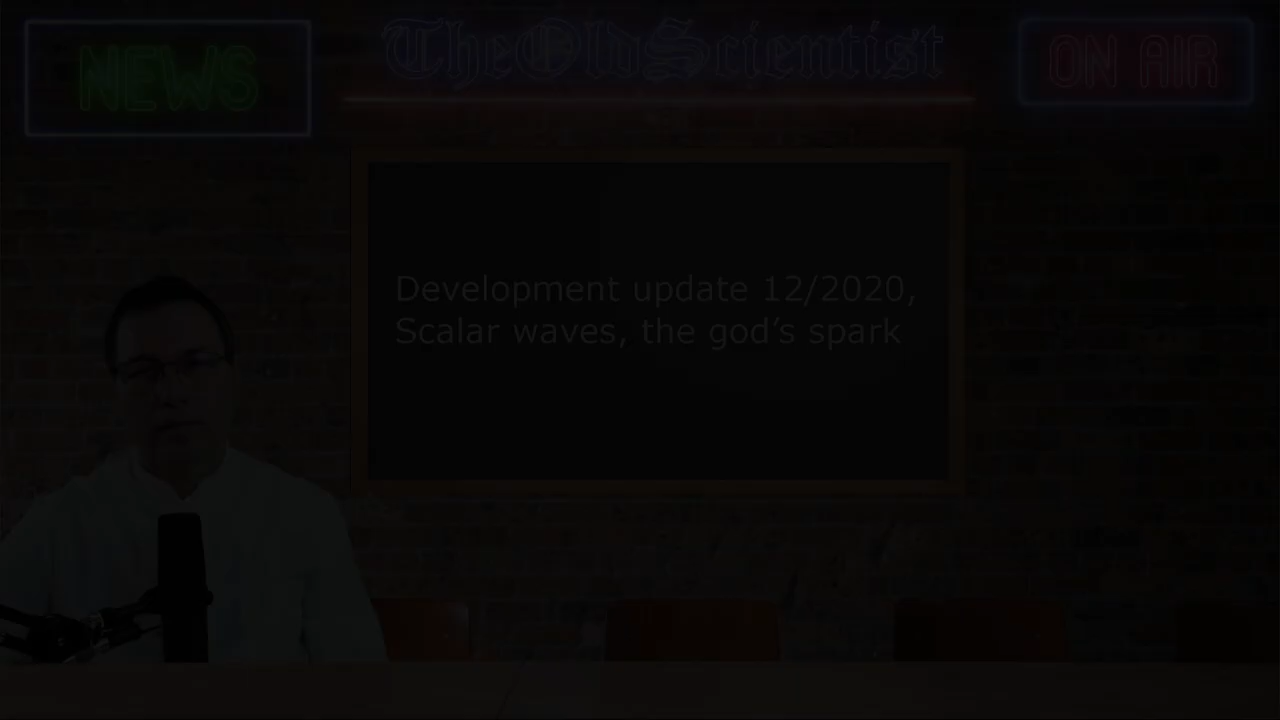 NEWS
TheOldScientist
ON AIR
Development update 12/2020,
Scalar waves, the god’s spark